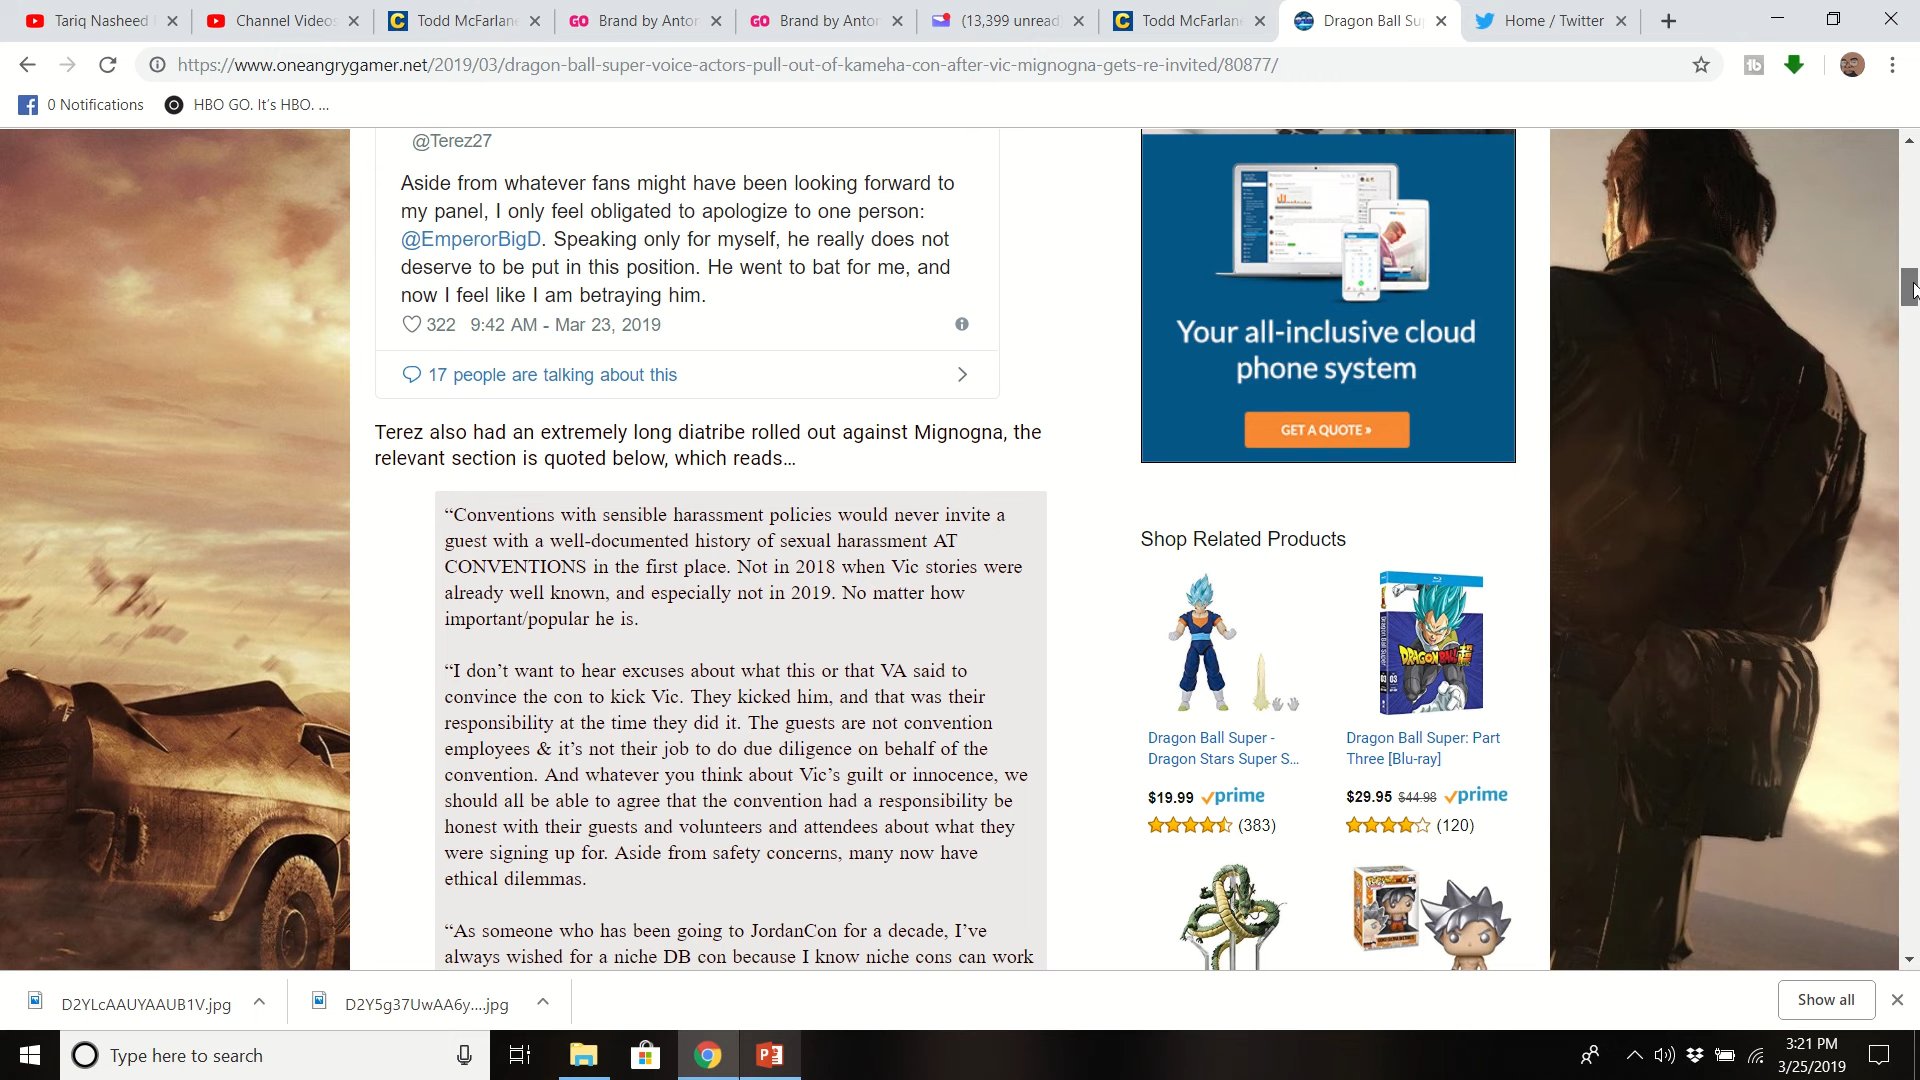 Tariq Nasheed
Channel Videos
Todd McFarlane
GO Brand by Anton
GO Brand by Anton
(13,399 unread
Todd McFarlane
Dragon Ball Su
Home / Twitter
https://www.oneangrygamer.net/2019/03/dragon-ball-super-voice-actors-pull-out-of-kameha-con-after-vic-mignogna-gets-re-invited/80877/
0 Notifications
HBO GO. It's HBO. ...
@Terez27
Aside from whatever fans might have been looking forward to
my panel, I only feel obligated to apologize to one person:
@EmperorBigD. Speaking only for myself, he really does not
deserve to be put in this position. He went to bat for me, and
now I feel like I am betraying him.
322 9:42 AM - Mar 23, 2019
17 people are talking about this
Terez also had an extremely long diatribe rolled out against Mignogna, the
relevant section is quoted below, which reads…
“Conventions with sensible harassment policies would never invite a
guest with a well-documented history of sexual harassment AT
CONVENTIONS in the first place. Not in 2018 when Vic stories were
already well known, and especially not in 2019. No matter how
important/popular he is.
“I don’t want to hear excuses about what this or that VA said to
convince the con to kick Vic. They kicked him, and that was their
responsibility at the time they did it. The guests are not convention
employees & it’s not their job to do due diligence on behalf of the
convention. And whatever you think about Vic’s guilt or innocence, we
should all be able to agree that the convention had a responsibility be
honest with their guests and volunteers and attendees about what they
were signing up for. Aside from safety concerns, many now have
ethical dilemmas.
“As someone who has been going to JordanCon for a decade, I’ve
always wished for a niche DB con because I know niche cons can work
Your all-inclusive cloud
phone system
GET A QUOTE »
Shop Related Products
DRAGONBALL
Dragon Ball Super -
Dragon Stars Super S...
$19.99 prime
(383)
Dragon Ball Super: Part
Three [Blu-ray]
$29.95 $44.98 prime
(120)
D2YLcAAUYAAUB1V.jpg
D2Y5g37UwAA6y....jpg
Show all
Type here to search
3:21 PM
3/25/2019